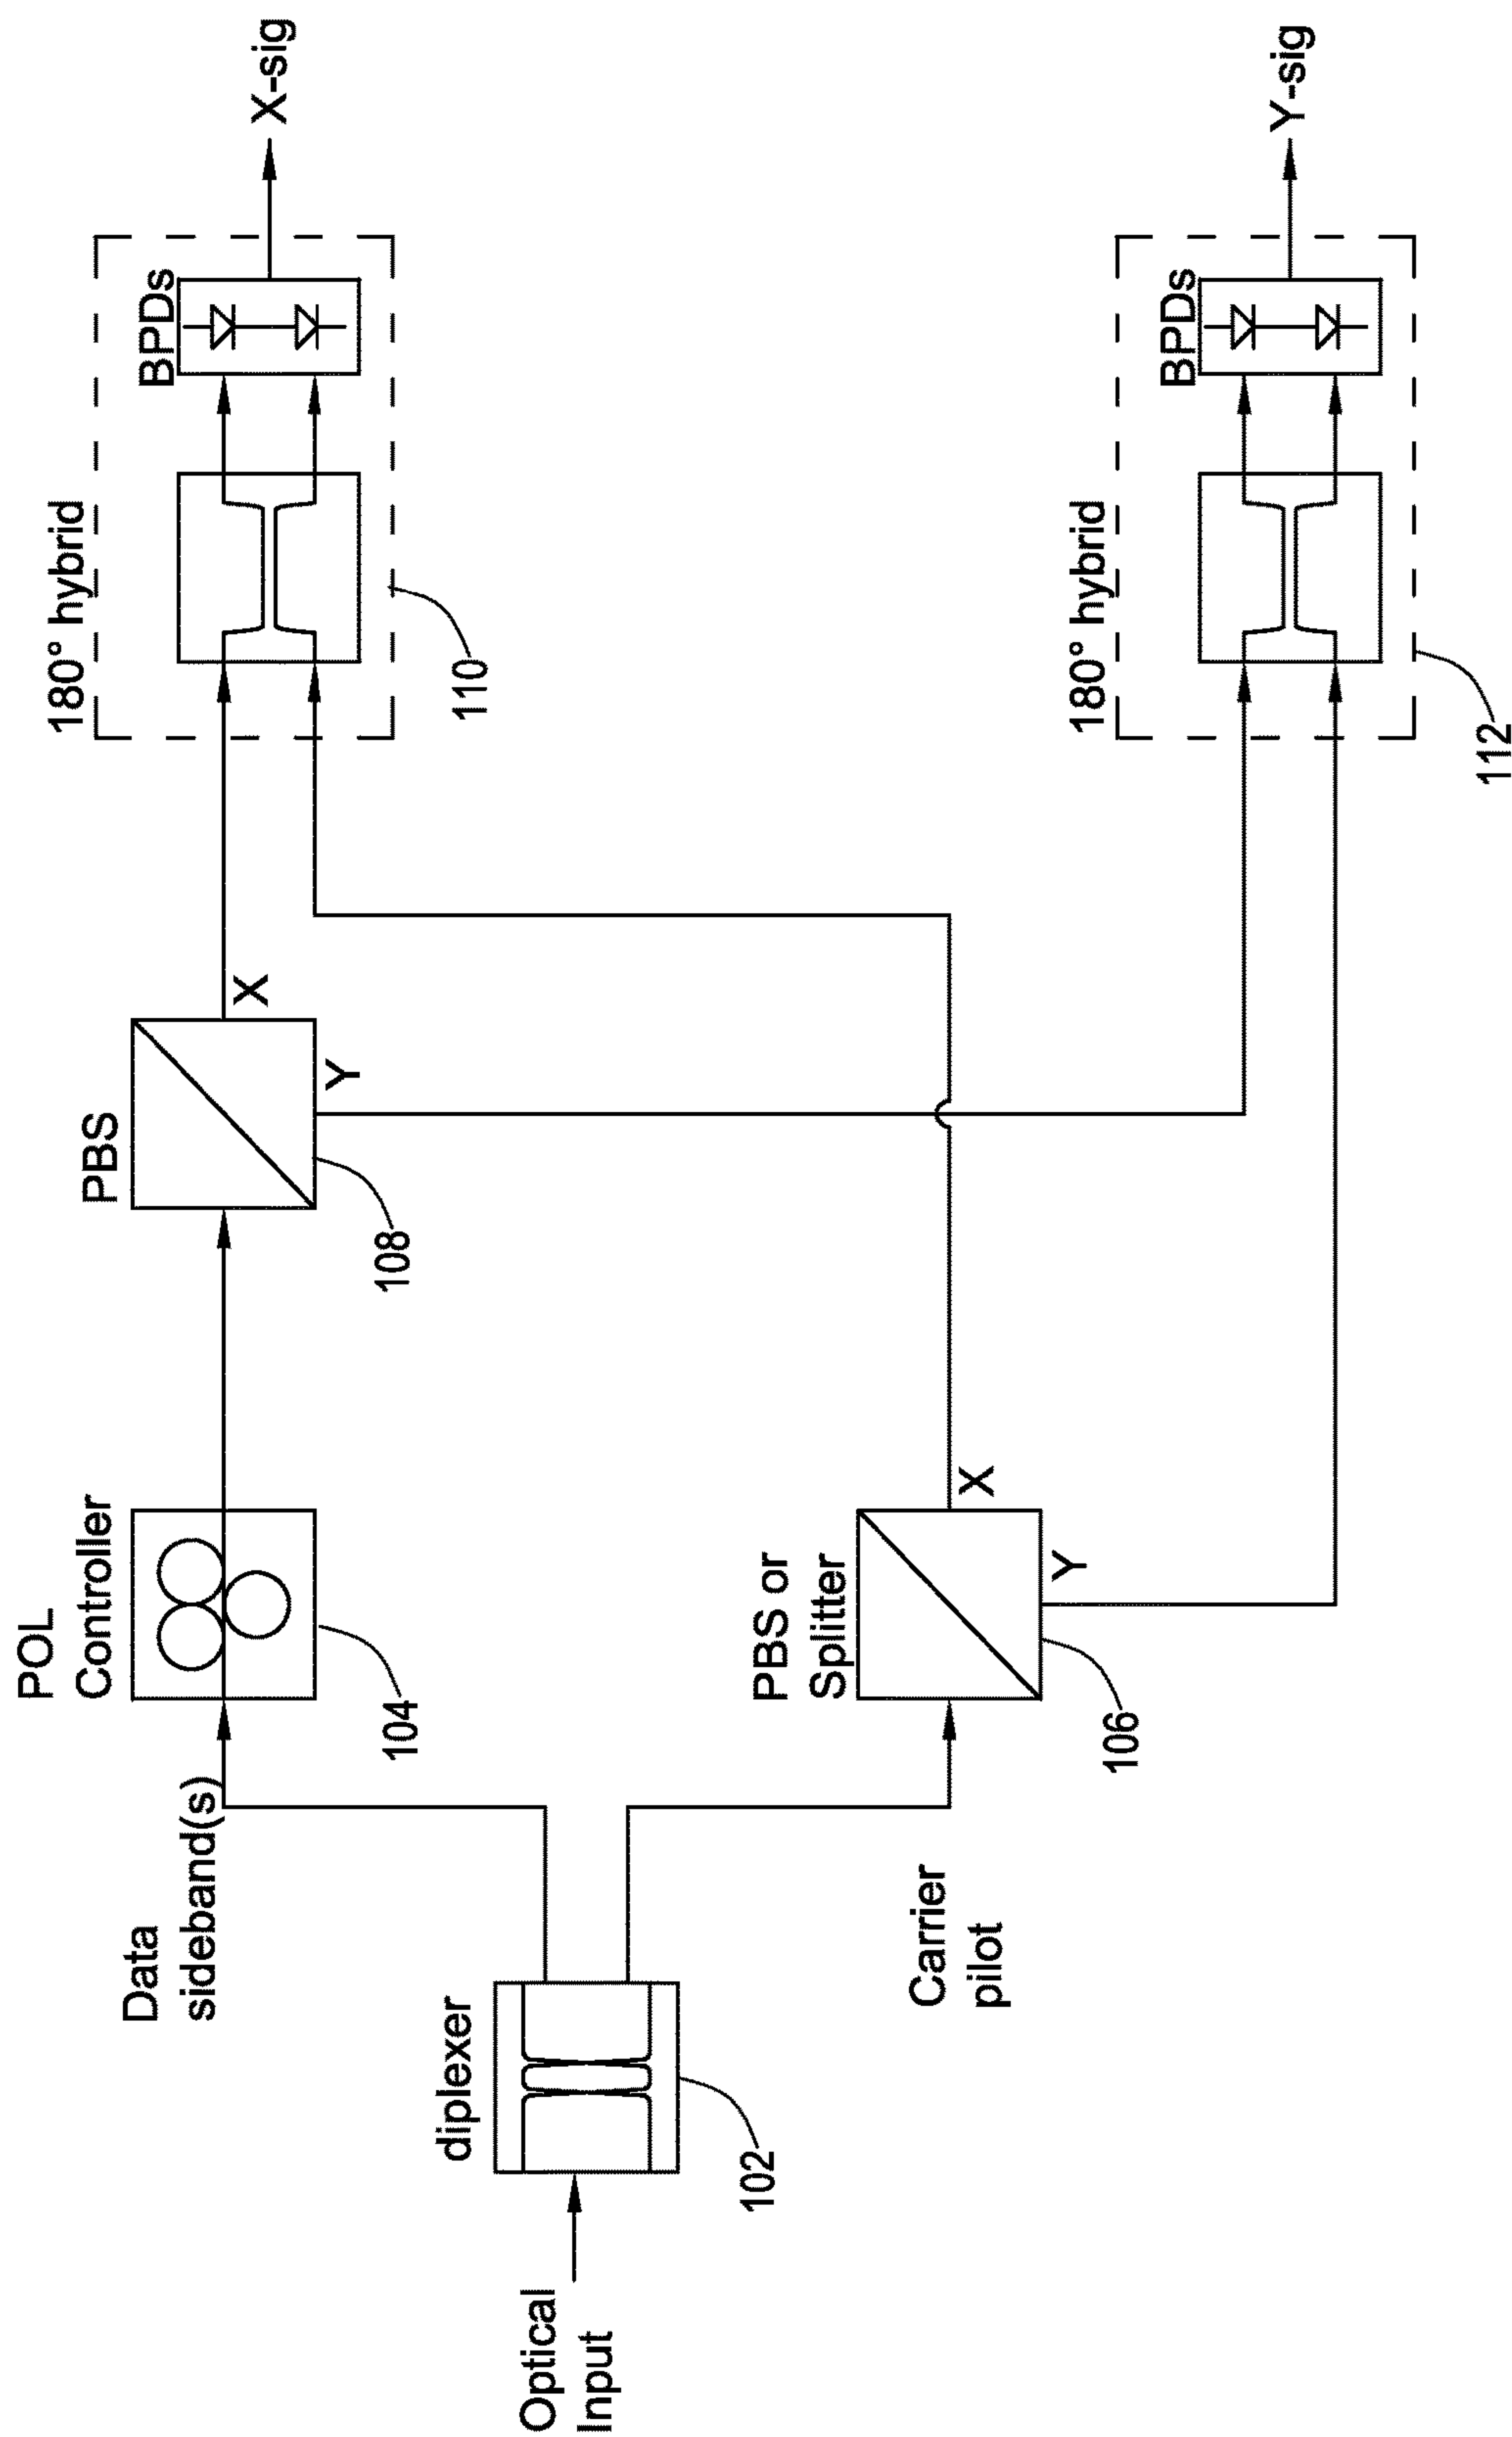 Optical
Input
diplexer
102
Data
sideband(s)
Carrier
pilot
POL
Controller
104
PBS or
Splitter
X
Y
106
PBS
X
Y
108
180° hybrid
BPDs
110
X-sig
180° hybrid
BPDs
112
Y-sig